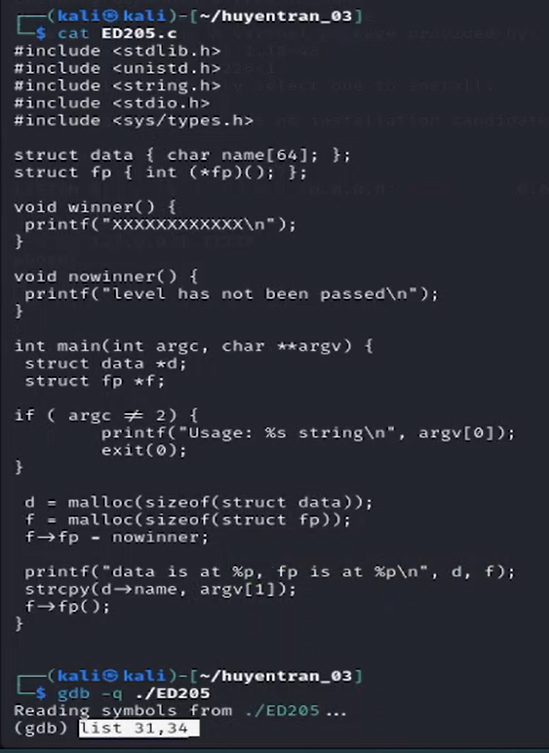 ┌──(kali㉿kali)-[~/huyentran_03]
└─$ cat ED205.c
#include <stdlib.h>
#include <unistd.h>
#include <string.h>
#include <stdio.h>
#include <sys/types.h>
struct data { char name[64]; };
struct fp { int (*fp)(); };
void winner() {
printf("XXXXXXXXXXXX\n");
}
void nowinner() {
printf("level has not been passed\n");
}
int main(int argc, char **argv) {
struct data *d;
struct fp *f;
if ( argc ≠ 2) {
printf("Usage: %s string\n", argv[0]);
exit(0);
}
d = malloc(sizeof(struct data));
f = malloc(sizeof(struct fp));
f→fp = nowinner;
printf("data is at %p, fp is at %p\n", d, f);
strcpy(d→name, argv[1]);
f→fp();
}
┌──(kali㉿kali)-[~/huyentran_03]
└─$ gdb -q ./ED205
Reading symbols from ./ED205...
(gdb) list 31,34